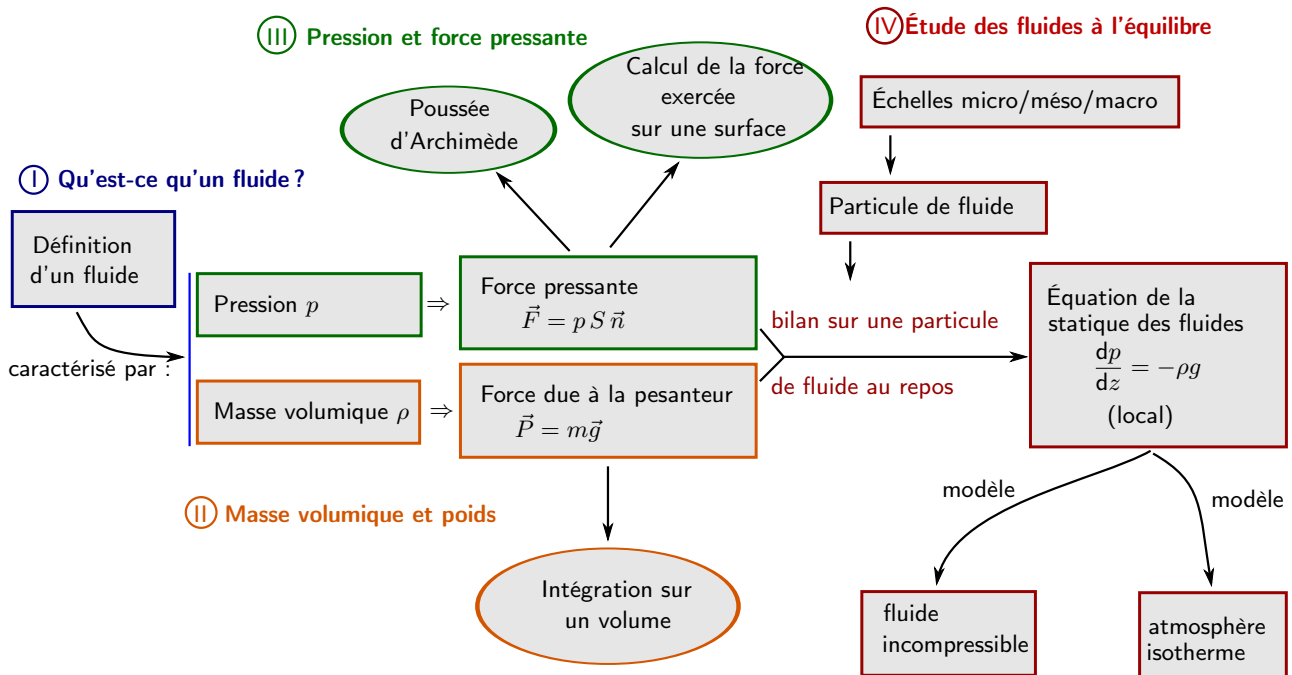 III Pression et force pressante
IV Étude des fluides à l'équilibre
Poussée
d'Archimède
Calcul de la force
exercée
sur une surface
Échelles micro/méso/macro
I Qu'est-ce qu'un fluide ?
Particule de fluide
Définition
d'un fluide
caractérisé par :
Pression p
⇒
Force pressante
F⃗ = p S n⃗
Masse volumique ρ
⇒
Force due à la pesanteur
P⃗ = mg⃗
bilan sur une particule
de fluide au repos
Équation de la
statique des fluides
dp/dz = −ρg
(local)
II Masse volumique et poids
modèle
modèle
Intégration sur
un volume
fluide
incompressible
atmosphère
isotherme